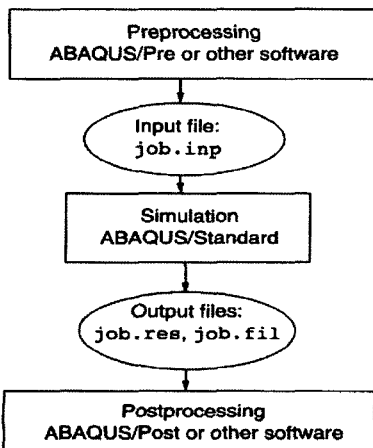 Preprocessing
ABAQUS/Pre or other software
Input file:
job.inp
Simulation
ABAQUS/Standard
Output files:
job.res, job.fil
Postprocessing
ABAQUS/Post or other software